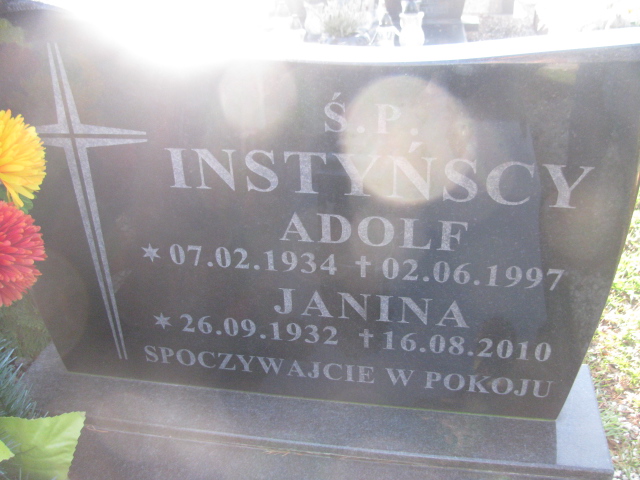 Ś.P.
INSTYŃSCY
ADOLF
* 07.02.1934 † 02.06.1997
JANINA
* 26.09.1932 † 16.08.2010
SPOCZYWAJCIE W POKOJU